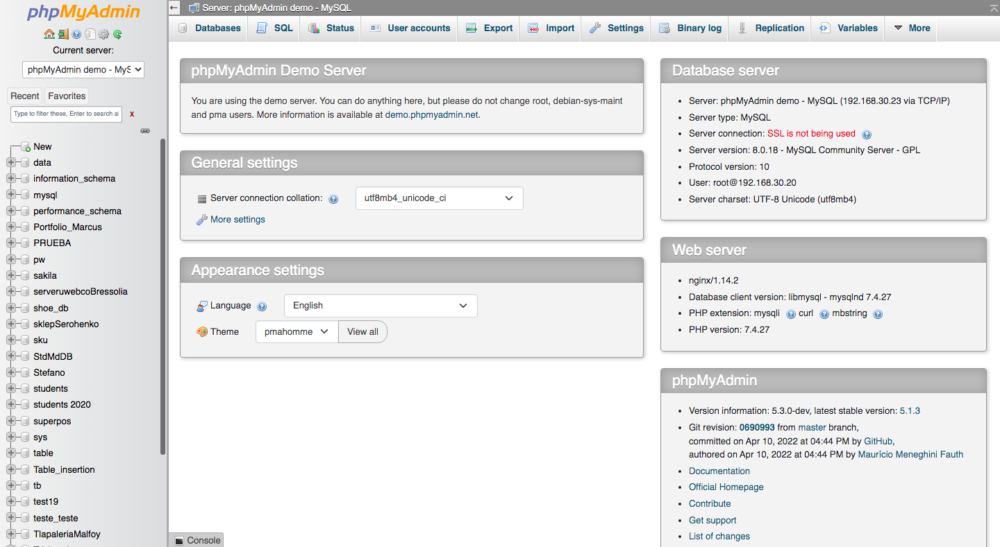 phpMyAdmin
Current server:
phpMyAdmin demo - MyS
Recent
Favorites
Type to filter these, Enter to search al
X
New
data
information_schema
mysql
performance_schema
Portfolio_Marcus
PRUEBA
pw
sakila
serveruwebcoBressolia
shoe_db
sklepSerohenko
sku
StdMdDB
Stefano
students
students 2020
superpos
sys
table
Table_insertion
tb
test19
teste_teste
TlapaleriaMalfoy
Server: phpMyAdmin demo - MySQL
Databases
SQL
Status
User accounts
Export
Import
Settings
Binary log
Replication
Variables
More
phpMyAdmin Demo Server
You are using the demo server. You can do anything here, but please do not change root, debian-sys-maint
and pma users. More information is available at demo.phpmyadmin.net.
General settings
Server connection collation:
utf8mb4_unicode_ci
More settings
Appearance settings
Language
English
Theme
pmahomme
View all
Database server
Server: phpMyAdmin demo - MySQL (192.168.30.23 via TCP/IP)
Server type: MySQL
Server connection: SSL is not being used
Server version: 8.0.18 - MySQL Community Server - GPL
Protocol version: 10
User: root@192.168.30.20
Server charset: UTF-8 Unicode (utf8mb4)
Web server
nginx/1.14.2
Database client version: libmysql - mysqlnd 7.4.27
PHP extension: mysqli curl mbstring
PHP version: 7.4.27
phpMyAdmin
Version information: 5.3.0-dev, latest stable version: 5.1.3
Git revision: 0690993 from master branch,
committed on Apr 10, 2022 at 04:44 PM by GitHub,
authored on Apr 10, 2022 at 04:44 PM by Maurício Meneghini Fauth
Documentation
Official Homepage
Contribute
Get support
List of changes
Console